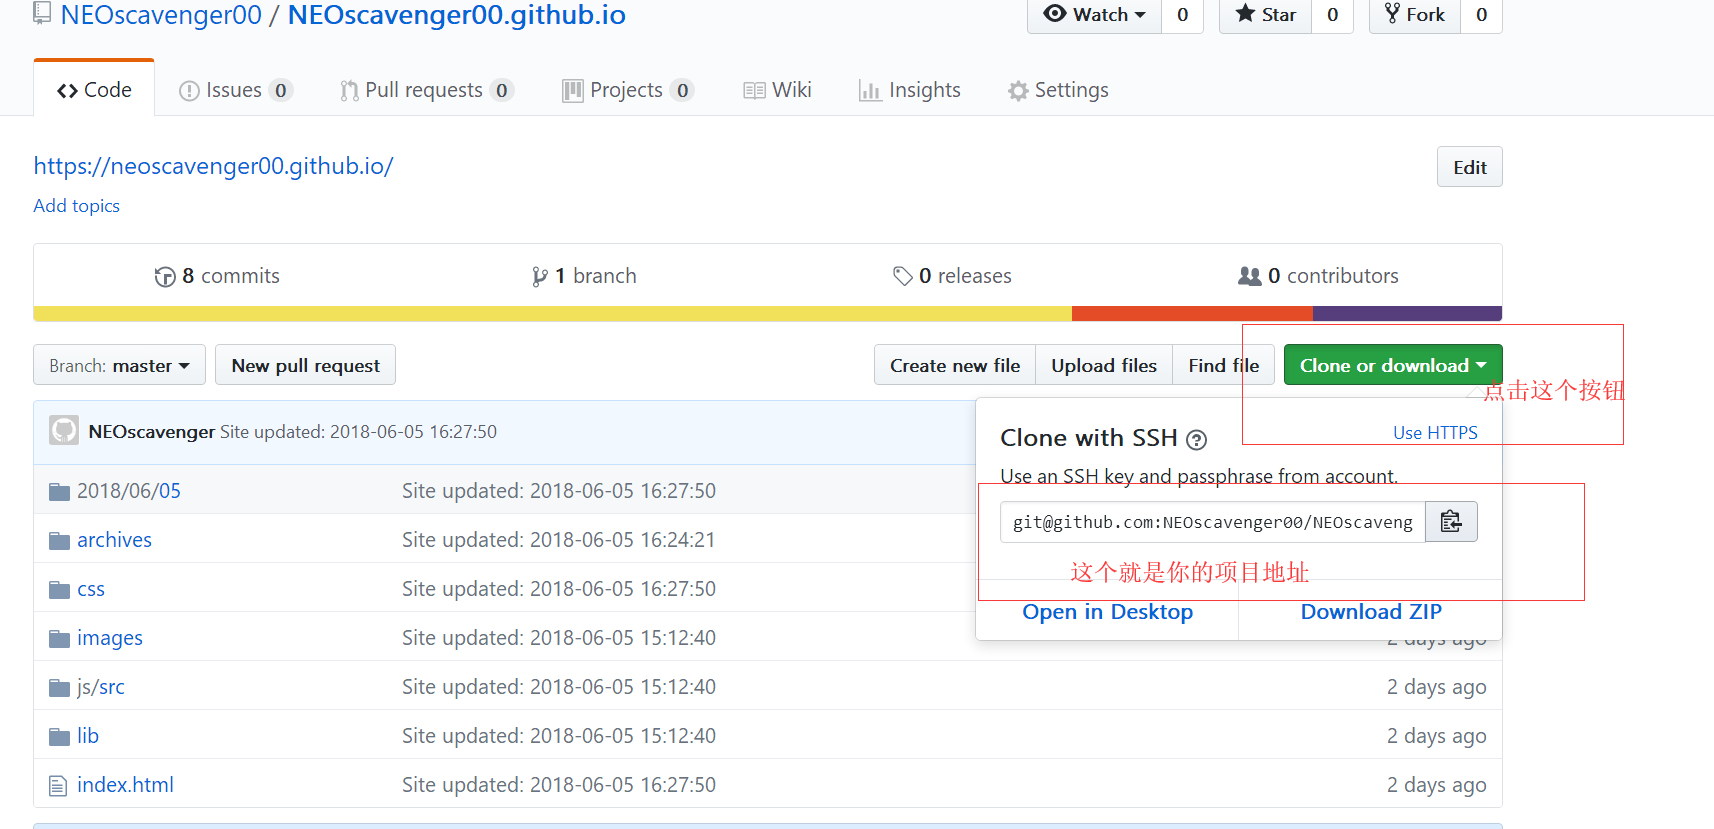 NEOscavenger00 / NEOscavenger00.github.io
Watch 0 Star 0 Fork 0
Code Issues 0 Pull requests 0 Projects 0 Wiki Insights Settings
https://neoscavenger00.github.io/
Edit
Add topics
8 commits 1 branch 0 releases 0 contributors
Branch: master New pull request Create new file Upload files Find file Clone or download
点击这个按钮
NEOscavenger Site updated: 2018-06-05 16:27:50
Clone with SSH ? Use HTTPS
Use an SSH key and passphrase from account.
git@github.com:NEOscavenger00/NEOscaveng
这个就是你的项目地址
Open in Desktop Download ZIP
2018/06/05 Site updated: 2018-06-05 16:27:50
archives Site updated: 2018-06-05 16:24:21
css Site updated: 2018-06-05 16:27:50
images Site updated: 2018-06-05 15:12:40 2 days ago
js/src Site updated: 2018-06-05 15:12:40 2 days ago
lib Site updated: 2018-06-05 15:12:40 2 days ago
index.html Site updated: 2018-06-05 16:27:50 2 days ago